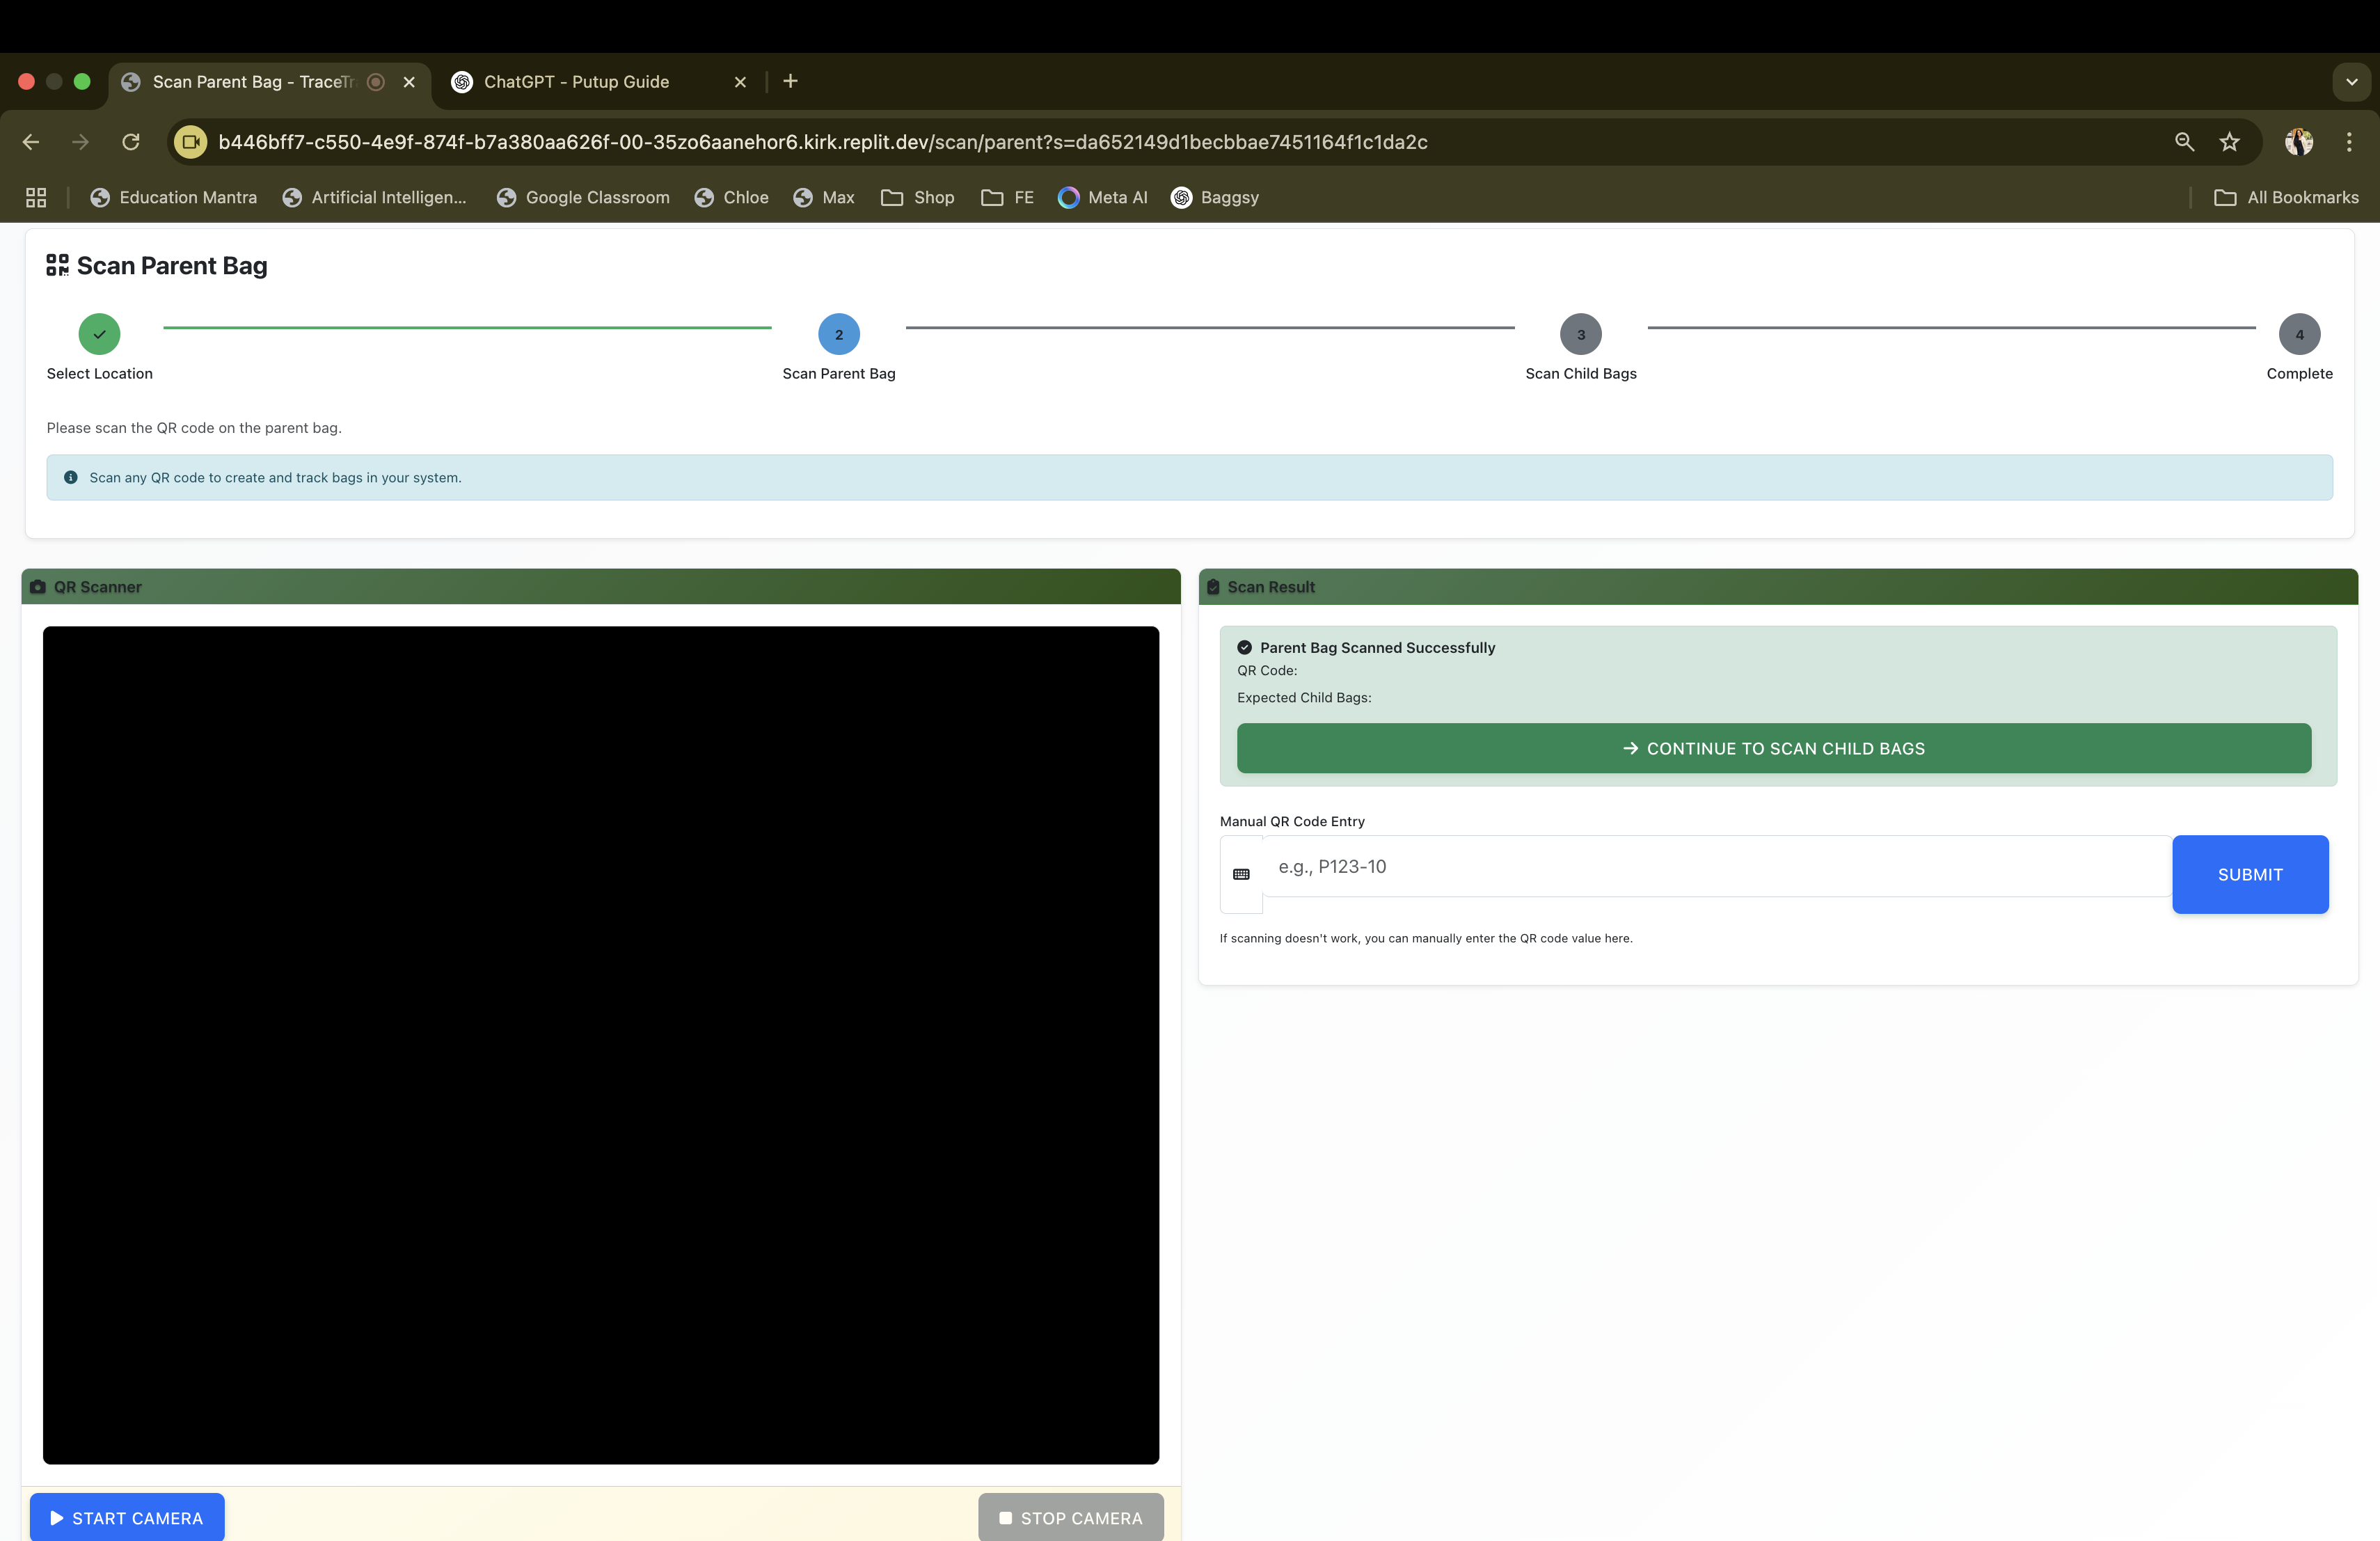 Scan Parent Bag - TraceTr
ChatGPT - Putup Guide
b446bff7-c550-4e9f-874f-b7a380aa626f-00-35zo6aanehor6.kirk.replit.dev/scan/parent?s=da652149d1becbbae7451164f1c1da2c
Education Mantra
Artificial Intelligen...
Google Classroom
Chloe
Max
Shop
FE
Meta AI
Baggsy
All Bookmarks
Scan Parent Bag
2
3
4
Select Location
Scan Parent Bag
Scan Child Bags
Complete
Please scan the QR code on the parent bag.
Scan any QR code to create and track bags in your system.
QR Scanner
START CAMERA
STOP CAMERA
Scan Result
Parent Bag Scanned Successfully
QR Code:
Expected Child Bags:
CONTINUE TO SCAN CHILD BAGS
Manual QR Code Entry
e.g., P123-10
SUBMIT
If scanning doesn't work, you can manually enter the QR code value here.